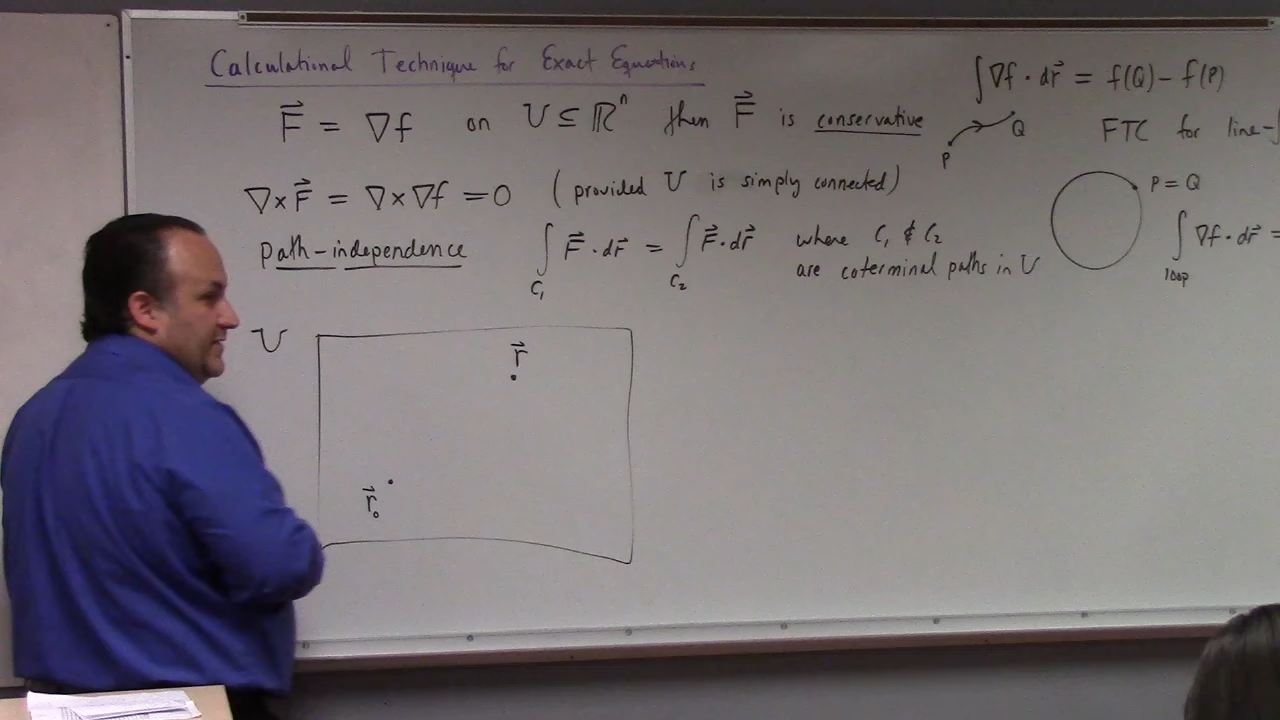 Calculational Technique for Exact Equations
F⃗ = ∇f on U ⊆ ℝⁿ then F⃗ is conservative
∇×F⃗ = ∇×∇f = 0 (provided U is simply connected)
path-independence ∫_{C₁} F⃗·dr⃗ = ∫_{C₂} F⃗·dr⃗ where C₁ & C₂
are coterminal paths in U
∫∇f·dr⃗ = f(Q) − f(P)
P Q
FTC for line-
P = Q
∫_{loop} ∇f·dr⃗ =
U
r⃗
r⃗₀